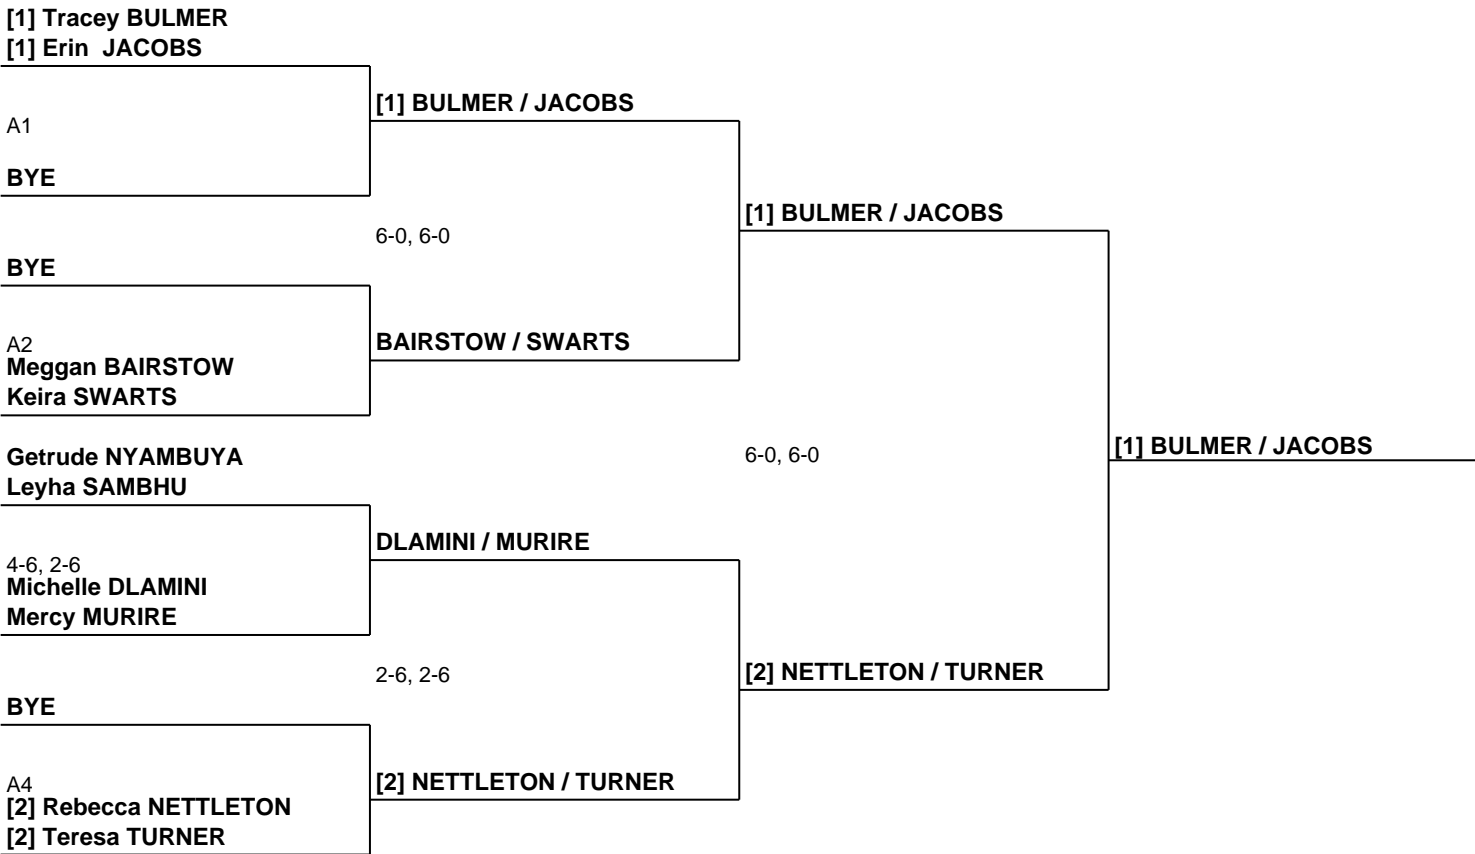 [1] Tracey BULMER
[1] Erin  JACOBS
A1
BYE
BYE
A2
Meggan BAIRSTOW
Keira SWARTS
Getrude NYAMBUYA
Leyha SAMBHU
4-6, 2-6
Michelle DLAMINI
Mercy MURIRE
BYE
A4
[2] Rebecca NETTLETON
[2] Teresa TURNER
[1] BULMER / JACOBS
6-0, 6-0
BAIRSTOW / SWARTS
DLAMINI / MURIRE
2-6, 2-6
[2] NETTLETON / TURNER
[1] BULMER / JACOBS
6-0, 6-0
[2] NETTLETON / TURNER
[1] BULMER / JACOBS